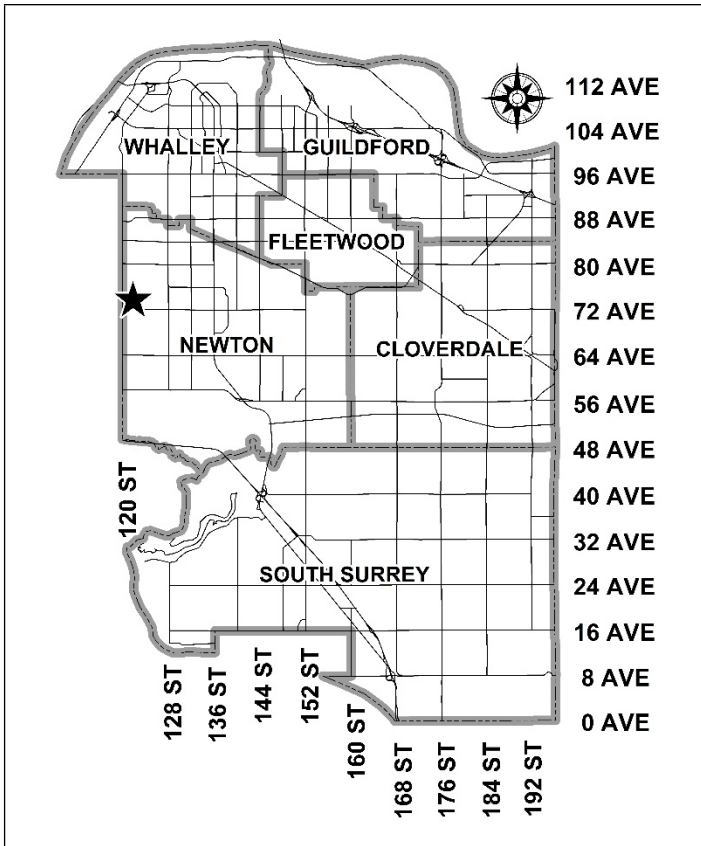 112 AVE
104 AVE
WHALLEY
GUILDFORD
96 AVE
88 AVE
FLEETWOOD
80 AVE
72 AVE
NEWTON
CLOVERDALE
64 AVE
56 AVE
48 AVE
120 ST
40 AVE
32 AVE
SOUTH SURREY
24 AVE
16 AVE
8 AVE
0 AVE
128 ST
136 ST
144 ST
152 ST
160 ST
168 ST
176 ST
184 ST
192 ST